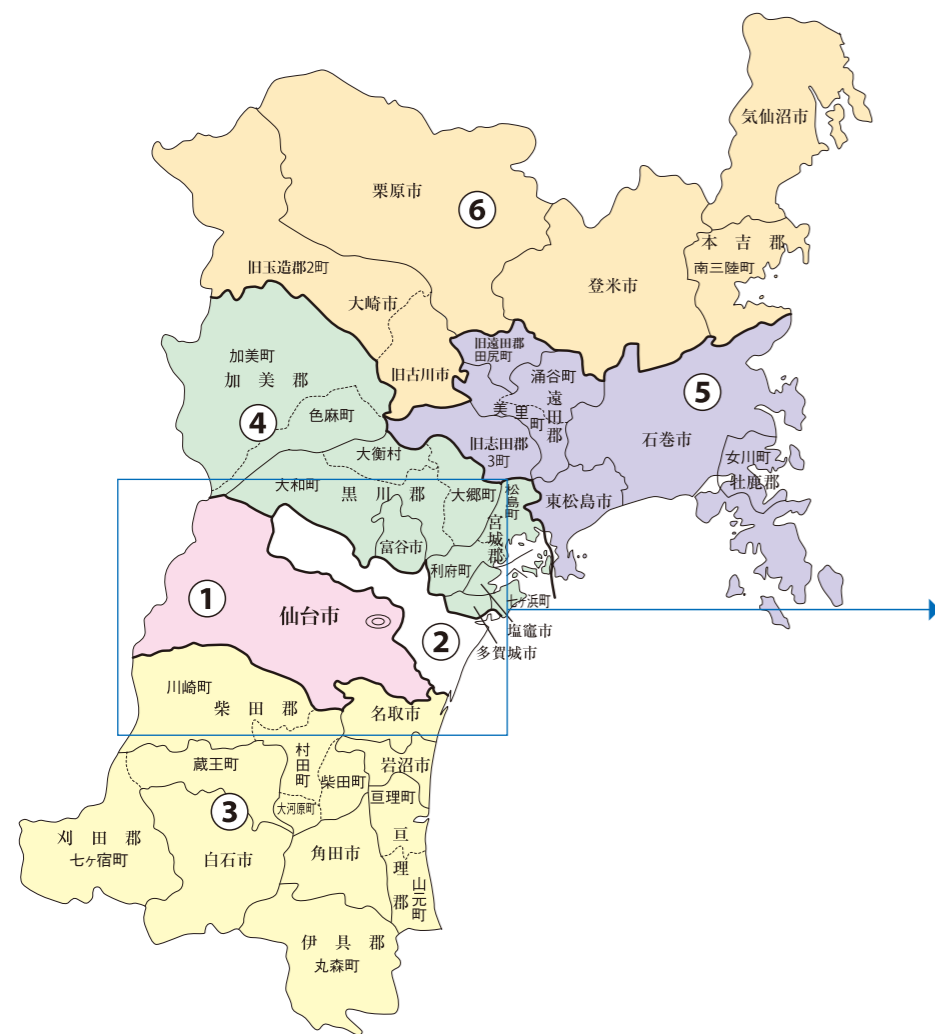 気仙沼市
栗原市
⑥
本吉郡
南三陸町
旧玉造郡2町
登米市
大崎市
旧遠田郡
田尻町
加美町
加美郡
旧古川市
涌谷町
⑤
④
色麻町
美里町
遠田郡
石巻市
旧志田郡
3町
大衡村
女川町
牡鹿郡
大和町
黒川郡
大郷町
松島町
東松島市
宮城郡
富谷市
利府町
①
仙台市
七ヶ浜町
塩竈市
②
多賀城市
川崎町
柴田郡
名取市
村田町
岩沼市
蔵王町
柴田町
亘理町
大河原町
③
刈田郡
七ヶ宿町
白石市
角田市
亘理郡
山元町
伊具郡
丸森町